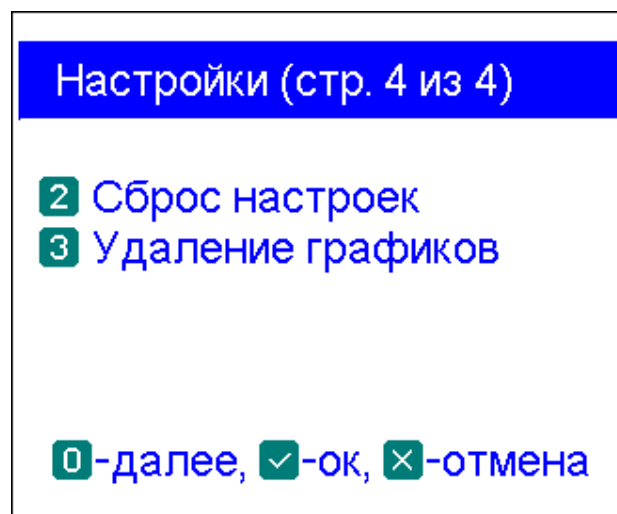 Настройки (стр. 4 из 4)
2 Сброс настроек
3 Удаление графиков
0-далее, ✓-ок, ×-отмена